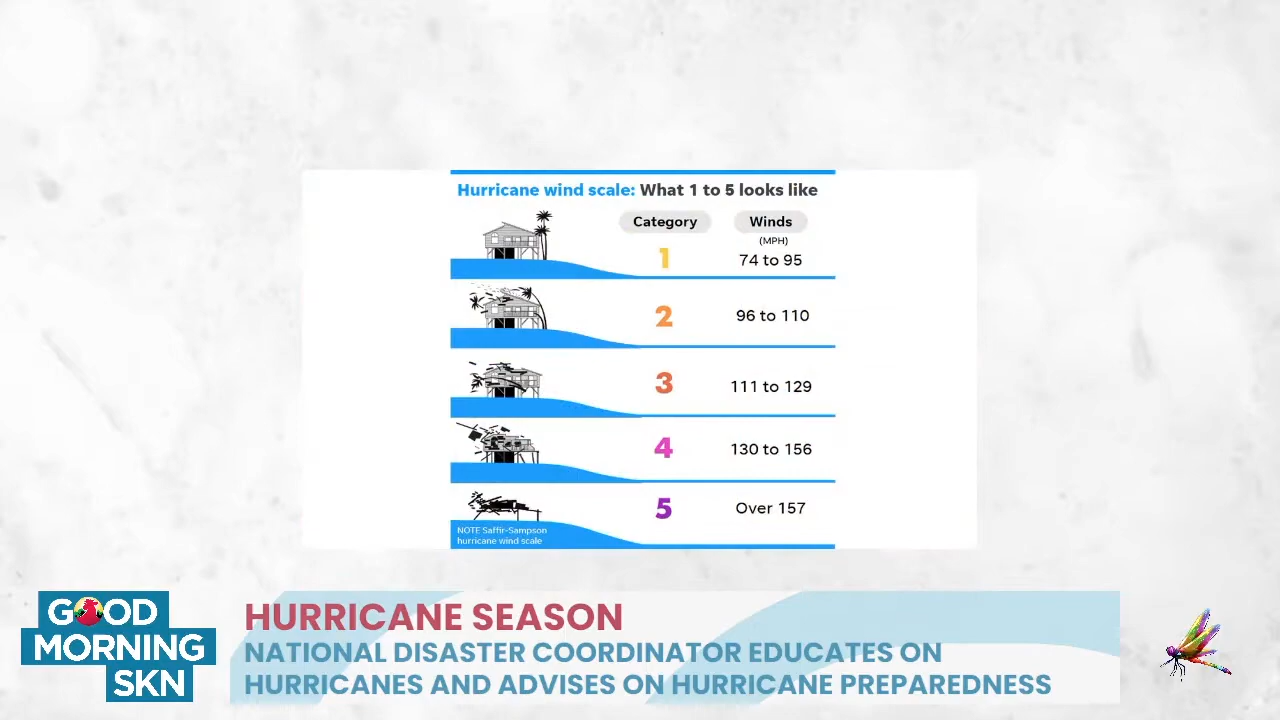 Hurricane wind scale: What 1 to 5 looks like
Category Winds
(MPH)
1 74 to 95
2 96 to 110
3 111 to 129
4 130 to 156
5 Over 157
NOTE Saffir-Sampson
hurricane wind scale
GOOD
MORNING
SKN
HURRICANE SEASON
NATIONAL DISASTER COORDINATOR EDUCATES ON
HURRICANES AND ADVISES ON HURRICANE PREPAREDNESS